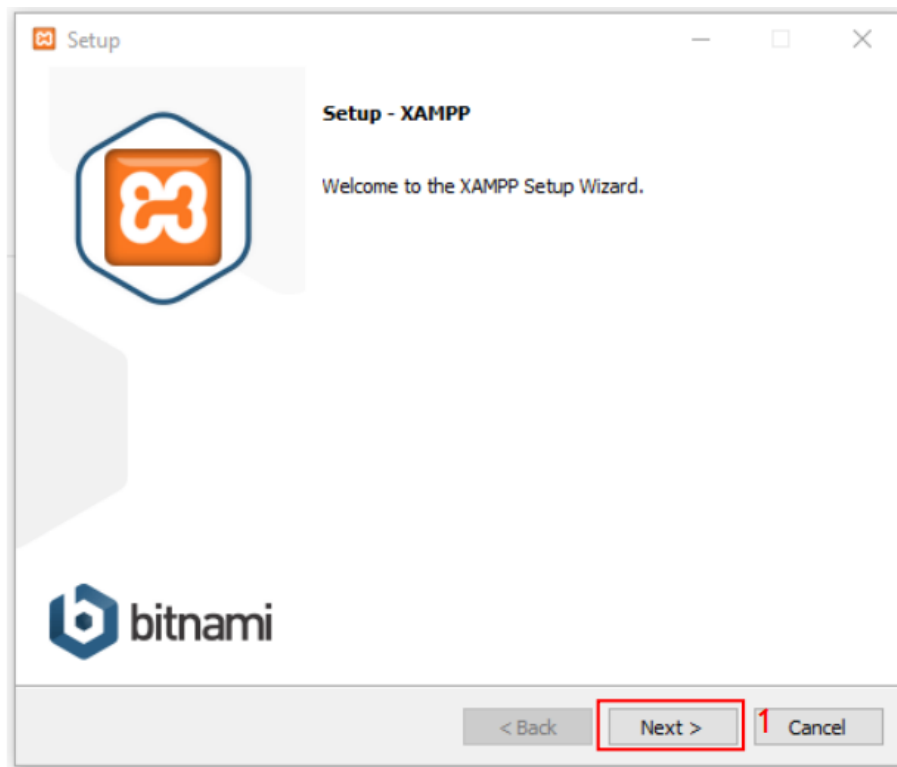 Setup
Setup - XAMPP
Welcome to the XAMPP Setup Wizard.
bitnami
< Back Next > 1 Cancel